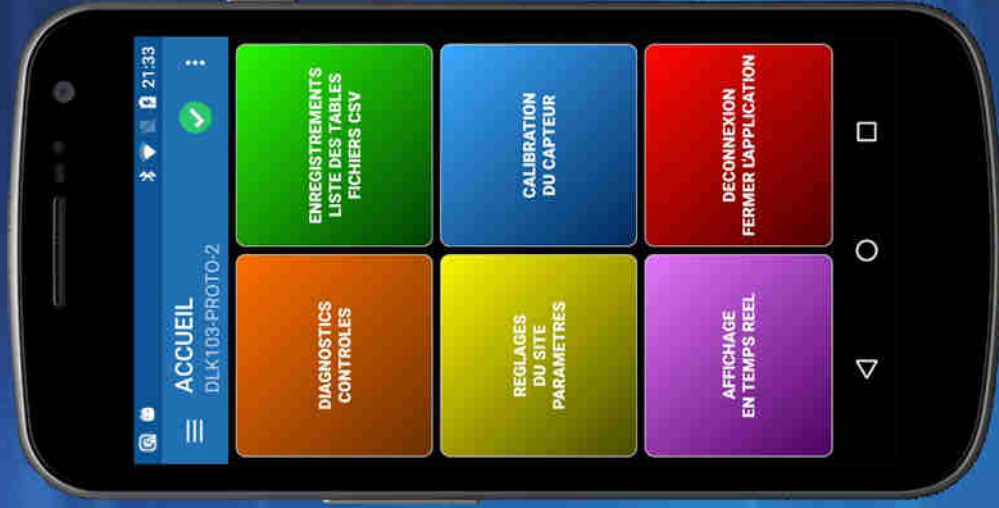 21:33
ACCUEIL
DLK103-PROTO-2
DIAGNOSTICS
CONTROLES
ENREGISTREMENTS
LISTE DES TABLES
FICHIERS CSV
REGLAGES
DU SITE
PARAMETRES
CALIBRATION
DU CAPTEUR
AFFICHAGE
EN TEMPS REEL
DECONNEXION
FERMER L'APPLICATION